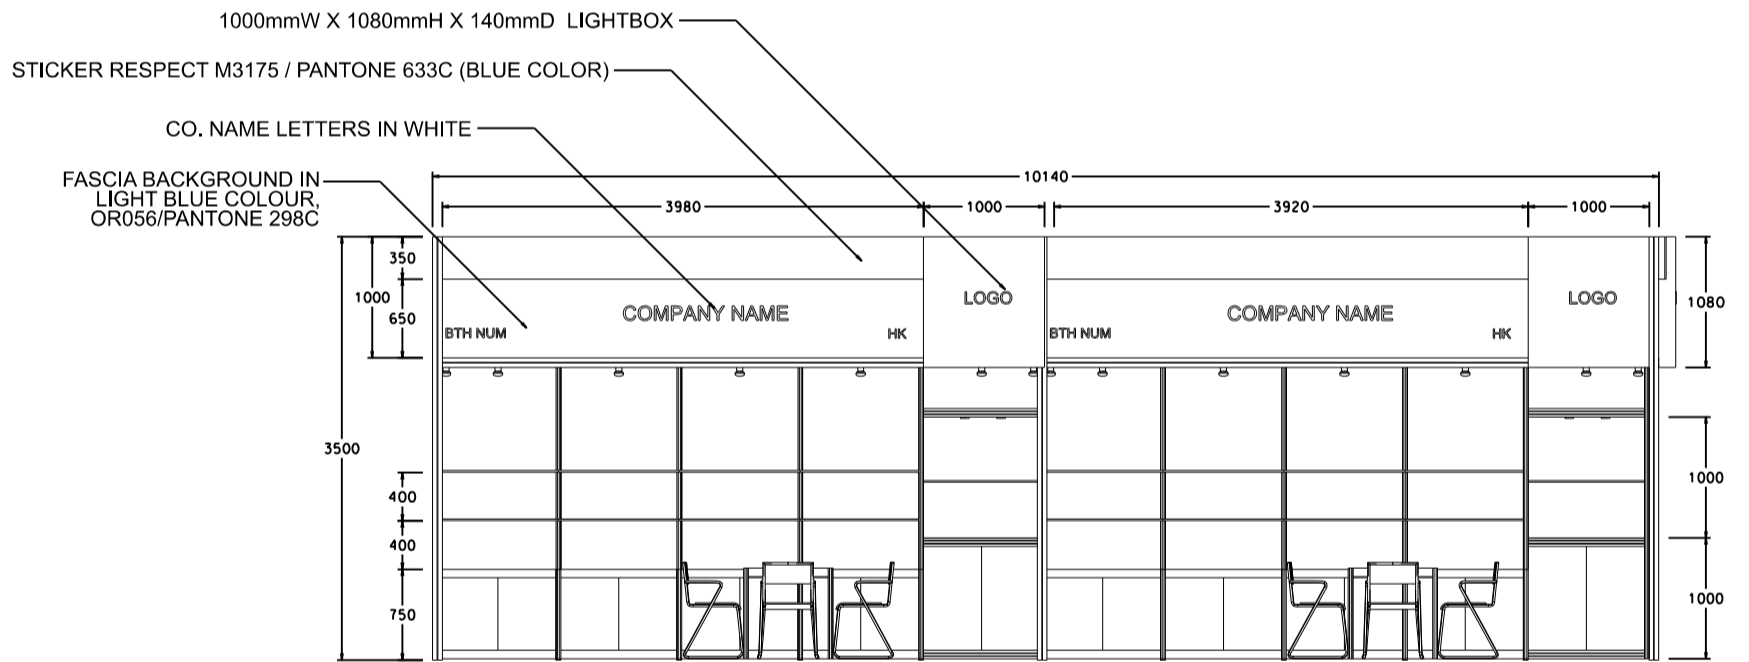 1000mmW X 1080mmH X 140mmD LIGHTBOX
STICKER RESPECT M3175 / PANTONE 633C (BLUE COLOR)
CO. NAME LETTERS IN WHITE
FASCIA BACKGROUND IN
LIGHT BLUE COLOUR,
OR056/PANTONE 298C
10140
3980
1000
3920
1000
350
1000
650
1080
LOGO
LOGO
COMPANY NAME
COMPANY NAME
BTH NUM
HK
BTH NUM
HK
3500
400
400
750
1000
1000